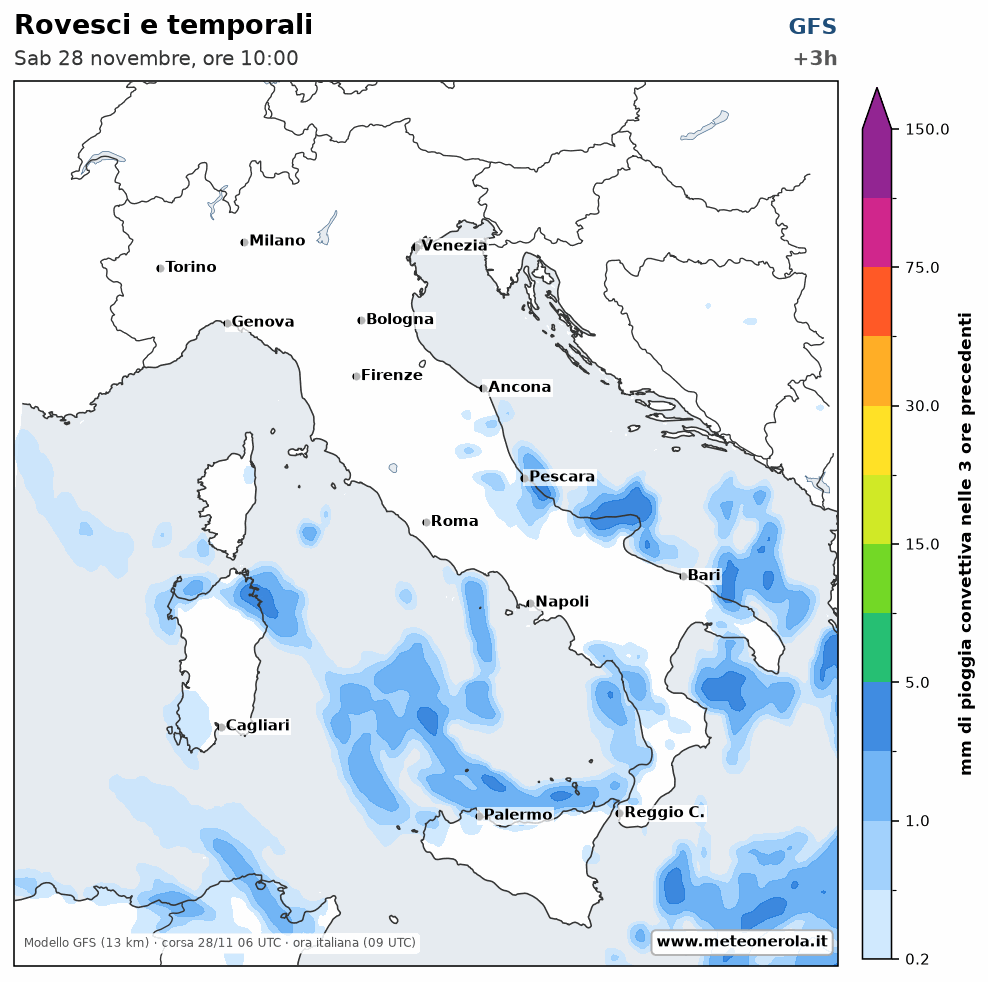 Rovesci e temporali
GFS
Sab 28 novembre, ore 10:00
+3h
150.0
75.0
30.0
15.0
5.0
1.0
0.2
mm di pioggia convettiva nelle 3 ore precedenti
Milano
Venezia
Torino
Genova
Bologna
Firenze
Ancona
Pescara
Roma
Bari
Napoli
Cagliari
Palermo
Reggio C.
Modello GFS (13 km) · corsa 28/11 06 UTC · ora italiana (09 UTC)
www.meteonerola.it